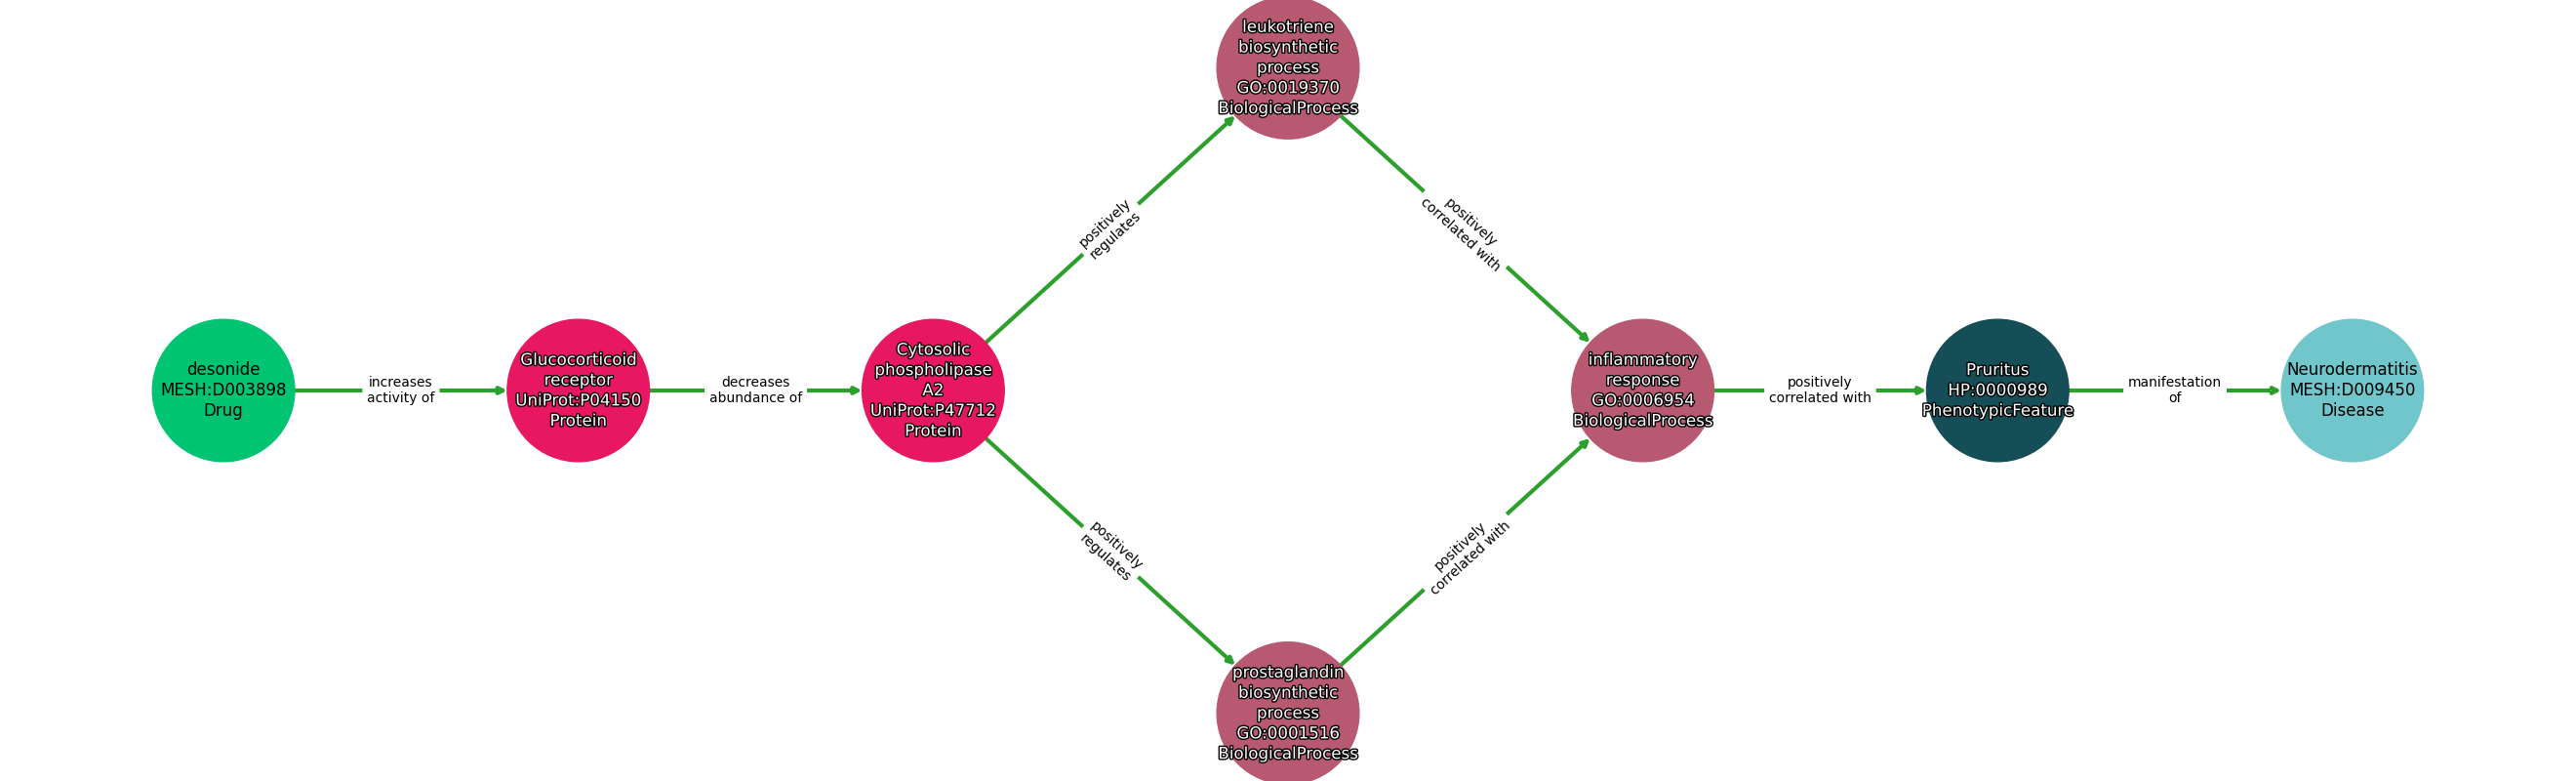 desonide
MESH:D003898
Drug
increases
activity of
Glucocorticoid
receptor
UniProt:P04150
Protein
decreases
abundance of
Cytosolic
phospholipase
A2
UniProt:P47712
Protein
positively
regulates
leukotriene
biosynthetic
process
GO:0019370
BiologicalProcess
positively
correlated with
positively
regulates
prostaglandin
biosynthetic
process
GO:0001516
BiologicalProcess
positively
correlated with
inflammatory
response
GO:0006954
BiologicalProcess
positively
correlated with
Pruritus
HP:0000989
PhenotypicFeature
manifestation
of
Neurodermatitis
MESH:D009450
Disease